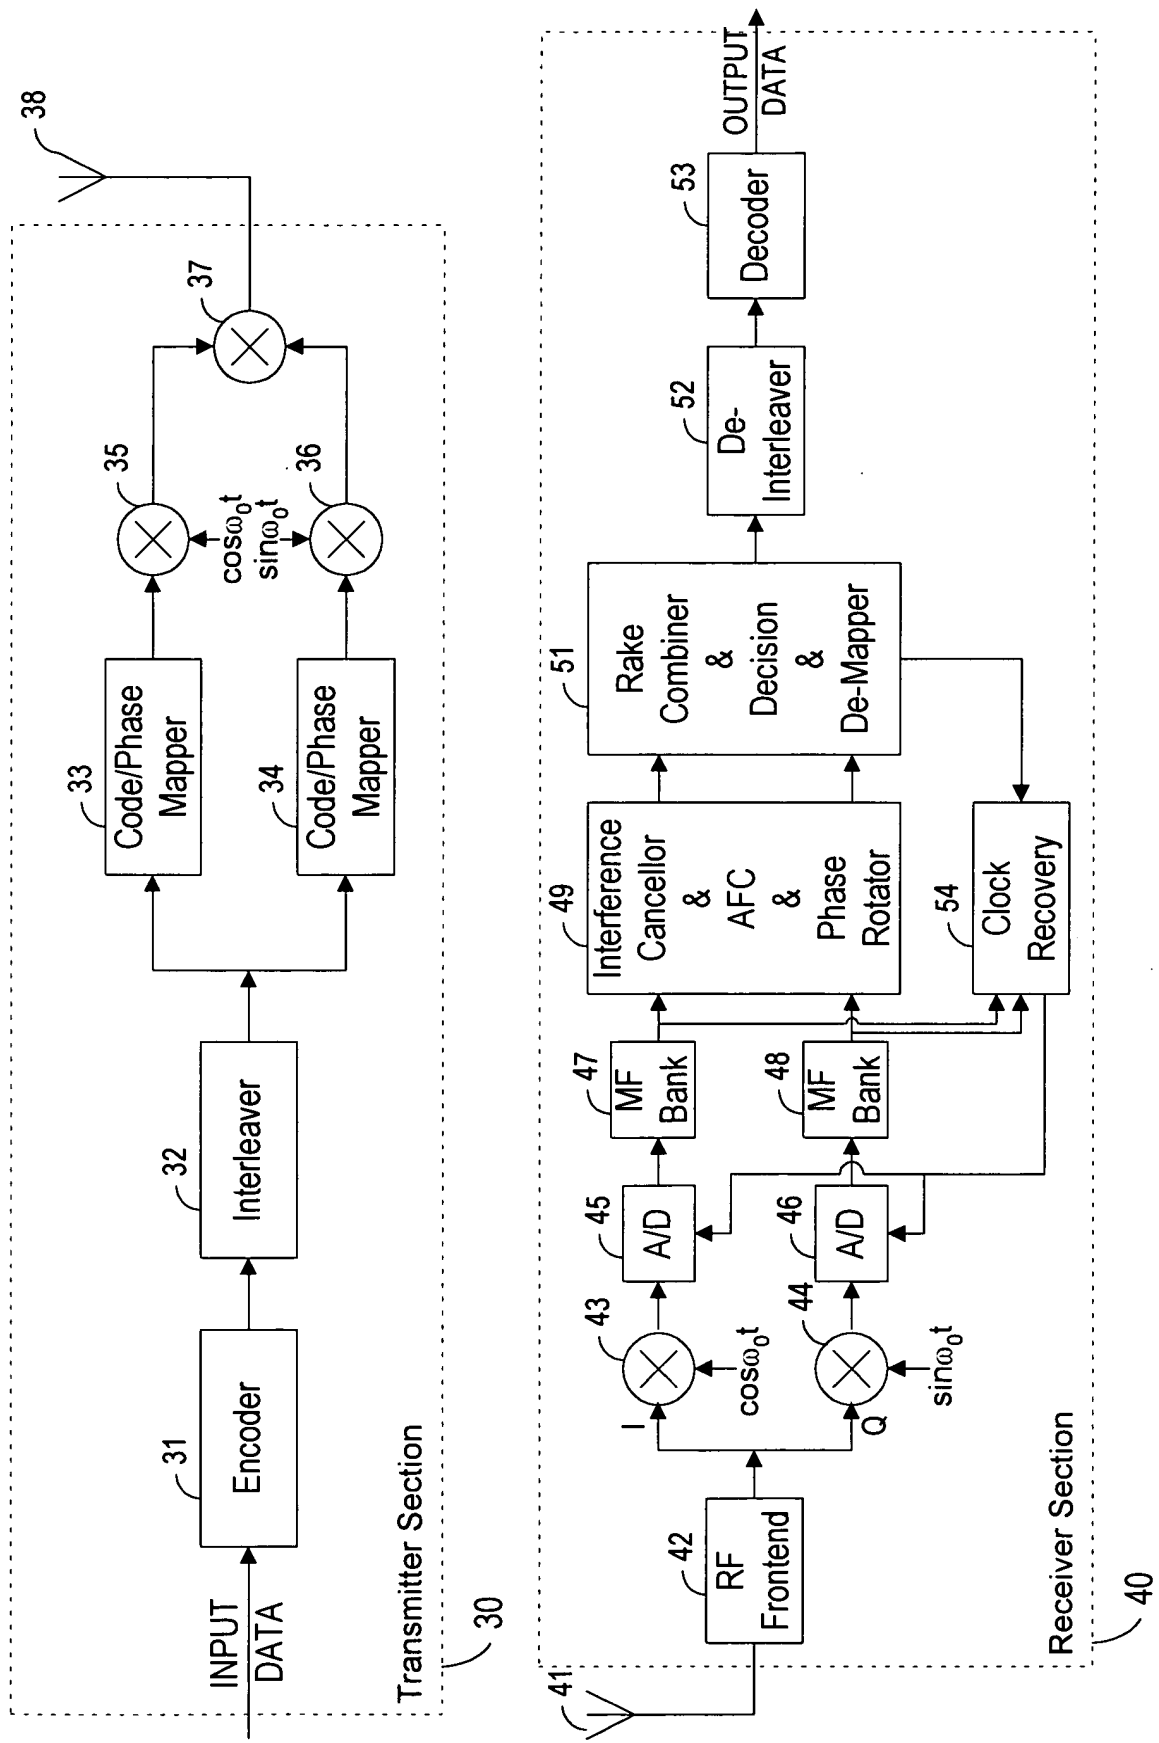 INPUT
DATA
31
Encoder
32
Interleaver
33
Code/Phase
Mapper
34
Code/Phase
Mapper
35
cosω0t
sinω0t
36
37
38
Transmitter Section
30
41
42
RF
Frontend
I
Q
43
cosω0t
44
sinω0t
45
A/D
46
A/D
47
MF
Bank
48
MF
Bank
49
Interference
Cancellor
&
AFC
&
Phase
Rotator
51
Rake
Combiner
&
Decision
&
De-Mapper
54
Clock
Recovery
52
De-
Interleaver
53
Decoder
OUTPUT
DATA
Receiver Section
40